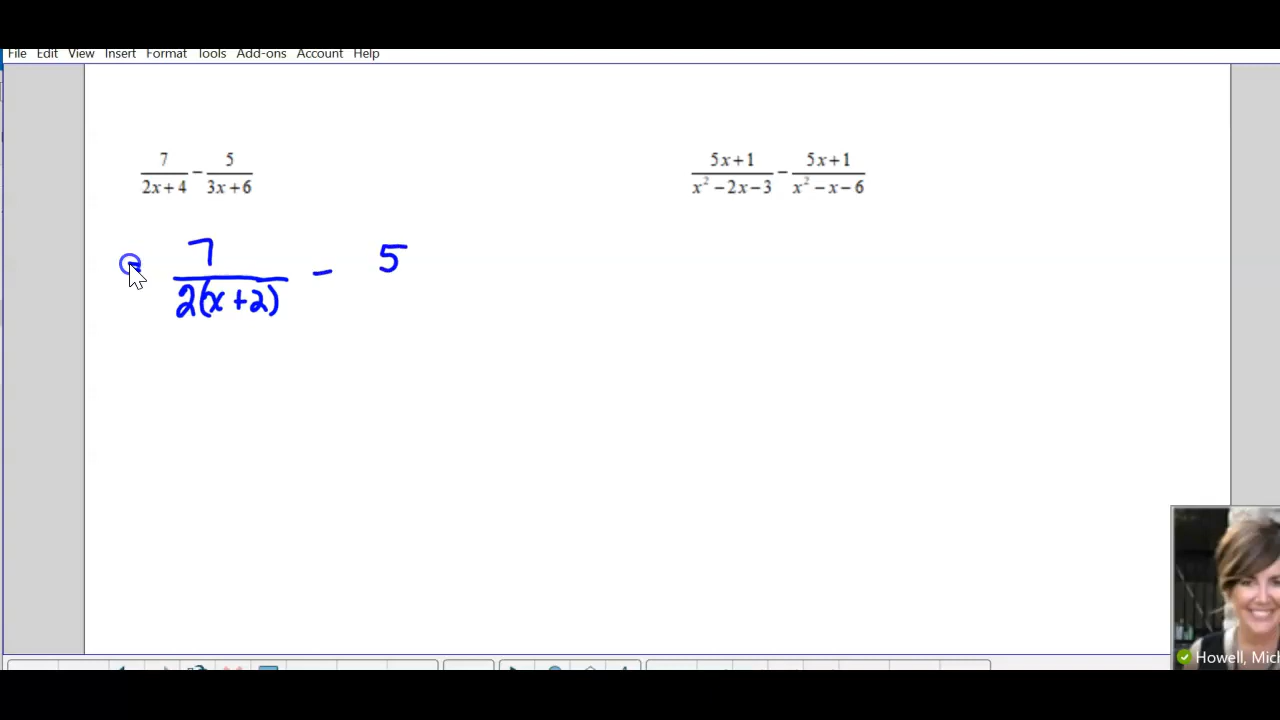 File Edit View Insert Format Tools Add-ons Account Help
7/(2x+4) − 5/(3x+6)
(5x+1)/(x² −2x−3) − (5x+1)/(x² −x−6)
= 7/(2(x+2)) − 5
Howell, Mich